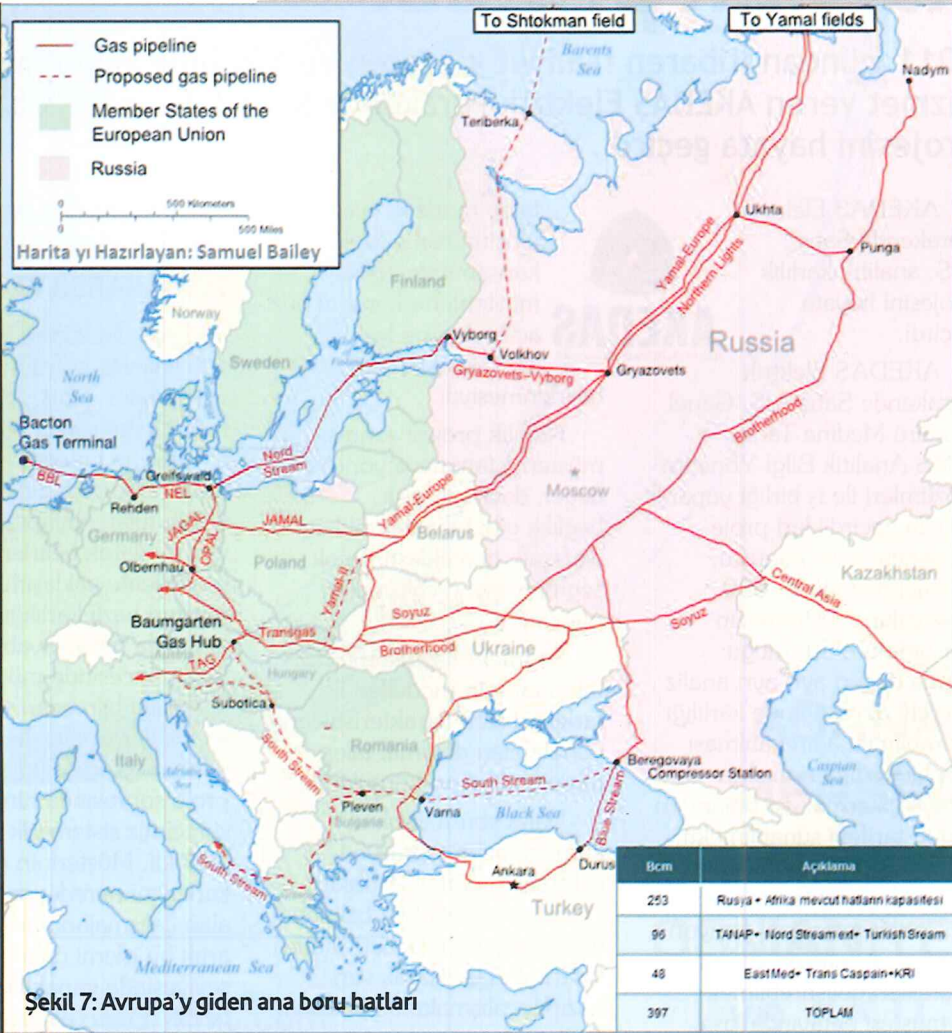 To Shtokman field
To Yamal fields
Gas pipeline
Proposed gas pipeline
Member States of the
European Union
Russia
0
500 Kilometers
0
500 Miles
Harita yı Hazırlayan: Samuel Bailey
Barents
Sea
Nadym
Teriberka
Ukhta
Punga
Yamal-Europe
Northern Lights
Finland
Norway
Sweden
Vyborg
Volkhov
Gryazovets-Vyborg
Gryazovets
Russia
North
Sea
Bacton
Gas Terminal
BBL
Greifswald
NEL
Rehden
Nord
Stream
Brotherhood
Moscow
Germany
JAGAL
OPAL
JAMAL
Yamal-Europe
Belarus
Olbernhau
Poland
Yamal-II
Kazakhstan
Central Asia
Baumgarten
Gas Hub
Transgas
Soyuz
Brotherhood
Ukraine
Soyuz
TAG
Hungary
Subotica
Romania
Italy
South Stream
Beregovaya
Compressor Station
Caspian
Sea
South Stream
Pleven
Bulgaria
Varna
Black Sea
Blue Stream
Durus
South Stream
Ankara
Turkey
Mediterranean Sea
Bcm Açıklama
253 Rusya + Afrika mevcut hatların kapasitesi
96 TANAP+ Nord Stream ext+ Turkish Sream
48 EastMed+ Trans Caspain+KRI
397 TOPLAM
Şekil 7: Avrupa'y giden ana boru hatları